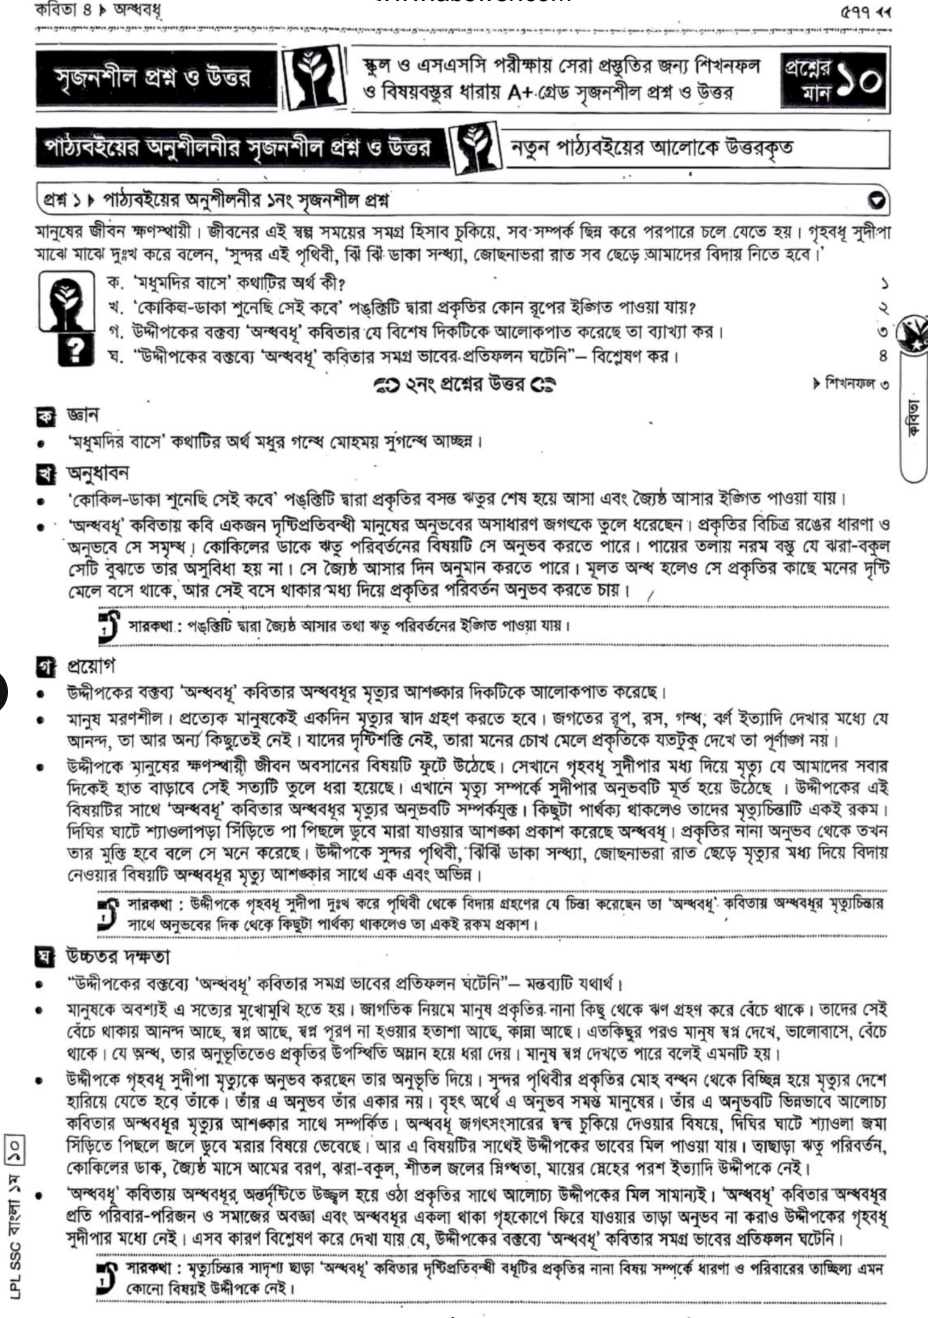 কবিতা ৪ ▶ অন্ধবধূ
৫৭৭ ◀◀
সৃজনশীল প্রশ্ন ও উত্তর
স্কুল ও এসএসসি পরীক্ষায় সেরা প্রস্তুতির জন্য শিখনফল
ও বিষয়বস্তুর ধারায় A+ গ্রেড সৃজনশীল প্রশ্ন ও উত্তর
প্রশ্নের
মান ১০
পাঠ্যবইয়ের অনুশীলনীর সৃজনশীল প্রশ্ন ও উত্তর
নতুন পাঠ্যবইয়ের আলোকে উত্তরকৃত
প্রশ্ন ১ ▶ পাঠ্যবইয়ের অনুশীলনীর ১নং সৃজনশীল প্রশ্ন
মানুষের জীবন ক্ষণস্থায়ী। জীবনের এই স্বল্প সময়ের সমগ্র হিসাব চুকিয়ে, সব সম্পর্ক ছিন্ন করে পরপারে চলে যেতে হয়। গৃহবধূ সুদীপা
মাঝে মাঝে দুঃখ করে বলেন, ‘সুন্দর এই পৃথিবী, ঝিঁ ঝিঁ ডাকা সন্ধ্যা, জোছনাভরা রাত সব ছেড়ে আমাদের বিদায় নিতে হবে।’
ক. ‘মধুমদির বাসে’ কথাটির অর্থ কী? ১
খ. ‘কোকিল-ডাকা শুনেছি সেই কবে’ পঙ্‌ক্তিটি দ্বারা প্রকৃতির কোন রূপের ইঙ্গিত পাওয়া যায়? ২
গ. উদ্দীপকের বক্তব্য ‘অন্ধবধূ’ কবিতার যে বিশেষ দিকটিকে আলোকপাত করেছে তা ব্যাখ্যা কর। ৩
ঘ. “উদ্দীপকের বক্তব্যে ‘অন্ধবধূ’ কবিতার সমগ্র ভাবের প্রতিফলন ঘটেনি”– বিশ্লেষণ কর। ৪
২নং প্রশ্নের উত্তর
▶ শিখনফল ৩
কবিতা
ক জ্ঞান
● ‘মধুমদির বাসে’ কথাটির অর্থ মধুর গন্ধে মোহময় সুগন্ধে আচ্ছন্ন।
খ অনুধাবন
● ‘কোকিল-ডাকা শুনেছি সেই কবে’ পঙ্‌ক্তিটি দ্বারা প্রকৃতির বসন্ত ঋতুর শেষ হয়ে আসা এবং জ্যৈষ্ঠ আসার ইঙ্গিত পাওয়া যায়।
● ‘অন্ধবধূ’ কবিতায় কবি একজন দৃষ্টিপ্রতিবন্ধী মানুষের অনুভবের অসাধারণ জগৎকে তুলে ধরেছেন। প্রকৃতির বিচিত্র রঙের ধারণা ও
অনুভবে সে সমৃদ্ধ। কোকিলের ডাকে ঋতু পরিবর্তনের বিষয়টি সে অনুভব করতে পারে। পায়ের তলায় নরম বস্তু যে ঝরা-বকুল
সেটি বুঝতে তার অসুবিধা হয় না। সে জ্যৈষ্ঠ আসার দিন অনুমান করতে পারে। মূলত অন্ধ হলেও সে প্রকৃতির কাছে মনের দৃষ্টি
মেলে বসে থাকে, আর সেই বসে থাকার মধ্য দিয়ে প্রকৃতির পরিবর্তন অনুভব করতে চায়।
সারকথা : পঙ্‌ক্তিটি দ্বারা জ্যৈষ্ঠ আসার তথা ঋতু পরিবর্তনের ইঙ্গিত পাওয়া যায়।
গ প্রয়োগ
● উদ্দীপকের বক্তব্য ‘অন্ধবধূ’ কবিতার অন্ধবধূর মৃত্যুর আশঙ্কার দিকটিকে আলোকপাত করেছে।
● মানুষ মরণশীল। প্রত্যেক মানুষকেই একদিন মৃত্যুর স্বাদ গ্রহণ করতে হবে। জগতের রূপ, রস, গন্ধ, বর্ণ ইত্যাদি দেখার মধ্যে যে
আনন্দ, তা আর অন্য কিছুতেই নেই। যাদের দৃষ্টিশক্তি নেই, তারা মনের চোখ মেলে প্রকৃতিকে যতটুকু দেখে তা পূর্ণাঙ্গ নয়।
● উদ্দীপকে মানুষের ক্ষণস্থায়ী জীবন অবসানের বিষয়টি ফুটে উঠেছে। সেখানে গৃহবধূ সুদীপার মধ্য দিয়ে মৃত্যু যে আমাদের সবার
দিকেই হাত বাড়াবে সেই সত্যটি তুলে ধরা হয়েছে। এখানে মৃত্যু সম্পর্কে সুদীপার অনুভবটি মূর্ত হয়ে উঠেছে । উদ্দীপকের এই
বিষয়টির সাথে ‘অন্ধবধূ’ কবিতার অন্ধবধূর মৃত্যুর অনুভবটি সম্পর্কযুক্ত। কিছুটা পার্থক্য থাকলেও তাদের মৃত্যুচিন্তাটি একই রকম।
দিঘির ঘাটে শ্যাওলাপড়া সিঁড়িতে পা পিছলে ডুবে মারা যাওয়ার আশঙ্কা প্রকাশ করেছে অন্ধবধূ। প্রকৃতির নানা অনুভব থেকে তখন
তার মুক্তি হবে বলে সে মনে করেছে। উদ্দীপকে সুন্দর পৃথিবী, ঝিঁঝিঁ ডাকা সন্ধ্যা, জোছনাভরা রাত ছেড়ে মৃত্যুর মধ্য দিয়ে বিদায়
নেওয়ার বিষয়টি অন্ধবধূর মৃত্যু আশঙ্কার সাথে এক এবং অভিন্ন।
সারকথা : উদ্দীপকে গৃহবধূ সুদীপা দুঃখ করে পৃথিবী থেকে বিদায় গ্রহণের যে চিন্তা করেছেন তা ‘অন্ধবধূ’ কবিতায় অন্ধবধূর মৃত্যুচিন্তার
সাথে অনুভবের দিক থেকে কিছুটা পার্থক্য থাকলেও তা একই রকম প্রকাশ।
ঘ উচ্চতর দক্ষতা
● “উদ্দীপকের বক্তব্যে ‘অন্ধবধূ’ কবিতার সমগ্র ভাবের প্রতিফলন ঘটেনি”– মন্তব্যটি যথার্থ।
● মানুষকে অবশ্যই এ সত্যের মুখোমুখি হতে হয়। জাগতিক নিয়মে মানুষ প্রকৃতির নানা কিছু থেকে ঋণ গ্রহণ করে বেঁচে থাকে। তাদের সেই
বেঁচে থাকায় আনন্দ আছে, স্বপ্ন আছে, স্বপ্ন পূরণ না হওয়ার হতাশা আছে, কান্না আছে। এতকিছুর পরও মানুষ স্বপ্ন দেখে, ভালোবাসে, বেঁচে
থাকে। যে অন্ধ, তার অনুভূতিতেও প্রকৃতির উপস্থিতি অম্লান হয়ে ধরা দেয়। মানুষ স্বপ্ন দেখতে পারে বলেই এমনটি হয়।
● উদ্দীপকে গৃহবধূ সুদীপা মৃত্যুকে অনুভব করছেন তার অনুভূতি দিয়ে। সুন্দর পৃথিবীর প্রকৃতির মোহ বন্ধন থেকে বিচ্ছিন্ন হয়ে মৃত্যুর দেশে
হারিয়ে যেতে হবে তাঁকে। তাঁর এ অনুভব তাঁর একার নয়। বৃহৎ অর্থে এ অনুভব সমস্ত মানুষের। তাঁর এ অনুভবটি ভিন্নভাবে আলোচ্য
কবিতার অন্ধবধূর মৃত্যুর আশঙ্কার সাথে সম্পর্কিত। অন্ধবধূ জগৎসংসারের দ্বন্দ্ব চুকিয়ে দেওয়ার বিষয়ে, দিঘির ঘাটে শ্যাওলা জমা
সিঁড়িতে পিছলে জলে ডুবে মরার বিষয়ে ভেবেছে। আর এ বিষয়টির সাথেই উদ্দীপকের ভাবের মিল পাওয়া যায়। তাছাড়া ঋতু পরিবর্তন,
কোকিলের ডাক, জ্যৈষ্ঠ মাসে আমের বরণ, ঝরা-বকুল, শীতল জলের স্নিগ্ধতা, মায়ের স্নেহের পরশ ইত্যাদি উদ্দীপকে নেই।
● ‘অন্ধবধূ’ কবিতায় অন্ধবধূর অন্তর্দৃষ্টিতে উজ্জ্বল হয়ে ওঠা প্রকৃতির সাথে আলোচ্য উদ্দীপকের মিল সামান্যই। ‘অন্ধবধূ’ কবিতার অন্ধবধূর
প্রতি পরিবার-পরিজন ও সমাজের অবজ্ঞা এবং অন্ধবধূর একলা থাকা গৃহকোণে ফিরে যাওয়ার তাড়া অনুভব না করাও উদ্দীপকের গৃহবধূ
সুদীপার মধ্যে নেই। এসব কারণ বিশ্লেষণ করে দেখা যায় যে, উদ্দীপকের বক্তব্যে ‘অন্ধবধূ’ কবিতার সমগ্র ভাবের প্রতিফলন ঘটেনি।
সারকথা : মৃত্যুচিন্তার সাদৃশ্য ছাড়া ‘অন্ধবধূ’ কবিতার দৃষ্টিপ্রতিবন্ধী বধূটির প্রকৃতির নানা বিষয় সম্পর্কে ধারণা ও পরিবারের তাচ্ছিল্য এমন
কোনো বিষয়ই উদ্দীপকে নেই।
LPL SSC বাংলা ১ম ১০